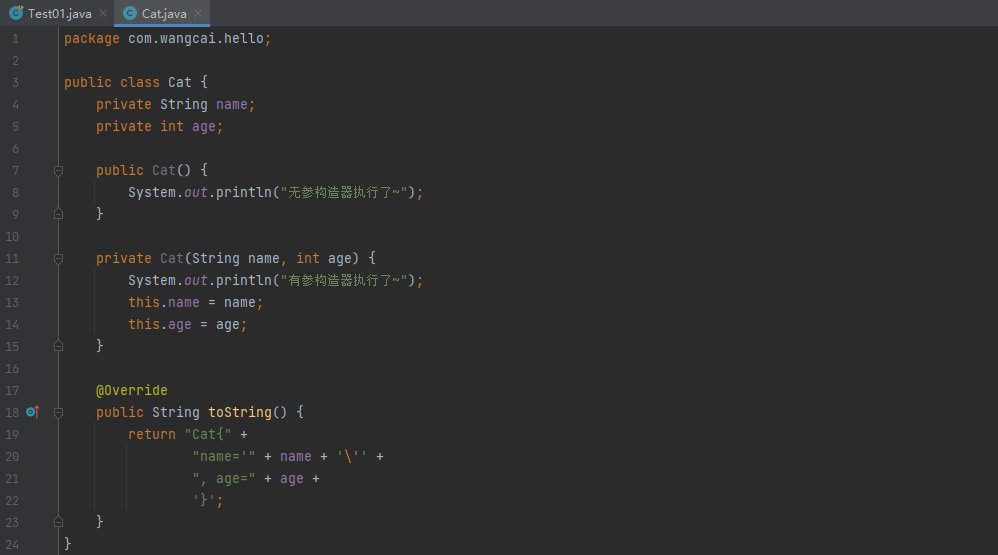 Test01.java Cat.java
1 package com.wangcai.hello;
2
3 public class Cat {
4     private String name;
5     private int age;
6
7     public Cat() {
8         System.out.println("无参构造器执行了~");
9     }
10
11     private Cat(String name, int age) {
12         System.out.println("有参构造器执行了~");
13         this.name = name;
14         this.age = age;
15     }
16
17     @Override
18     public String toString() {
19         return "Cat{" +
20                 "name='" + name + '\'' +
21                 ", age=" + age +
22                 '}';
23     }
24 }